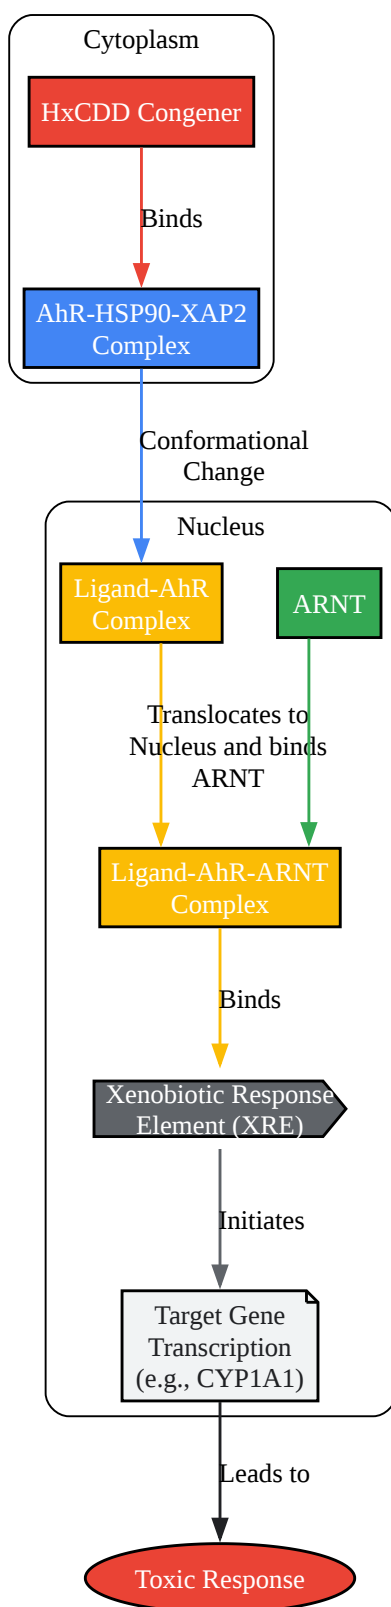 Cytoplasm
HxCDD Congener
Binds
AhR-HSP90-XAP2
Complex
Conformational
Change
Nucleus
Ligand-AhR
Complex
ARNT
Translocates to
Nucleus and binds
ARNT
Ligand-AhR-ARNT
Complex
Binds
Xenobiotic Response
Element (XRE)
Initiates
Target Gene
Transcription
(e.g., CYP1A1)
Leads to
Toxic Response